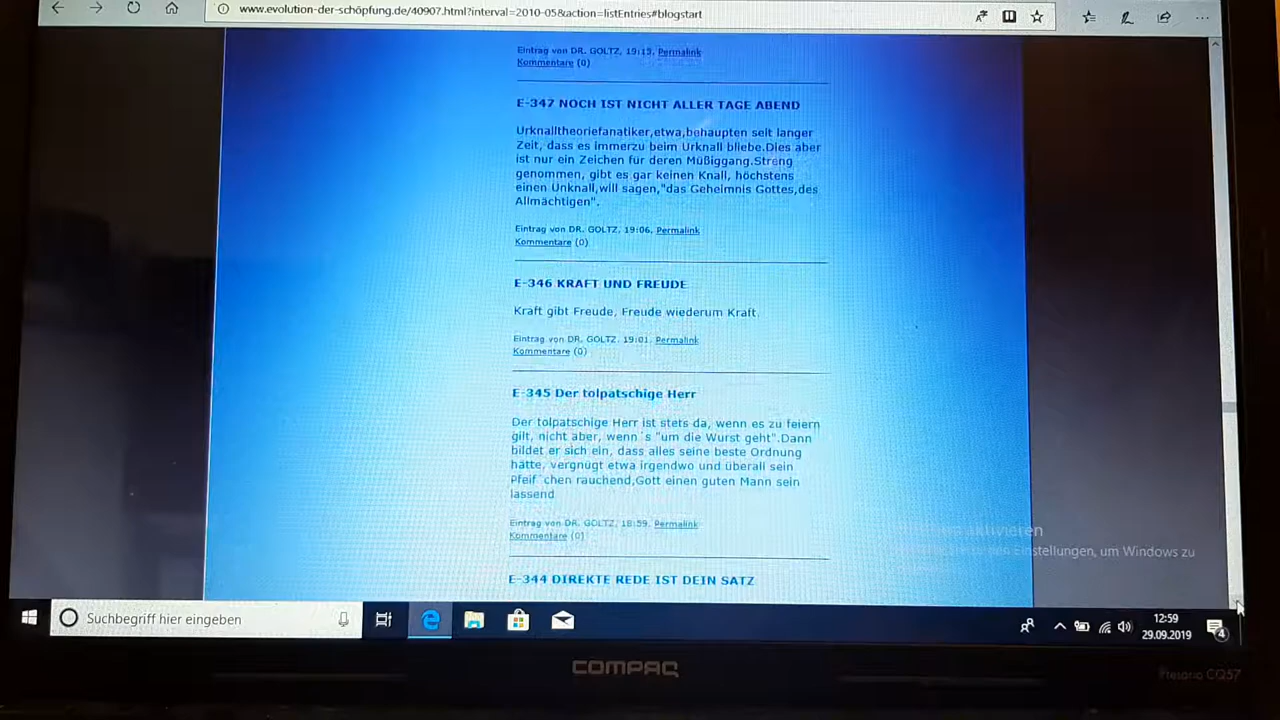 www.evolution-der-schöpfung.de/40907.html?interval=2010-05&action=listEntries#blogstart
Eintrag von DR. GOLTZ, 19:15, Permalink
Kommentare (0)
E-347 NOCH IST NICHT ALLER TAGE ABEND
Urknalltheoriefanatiker,etwa,behaupten seit langer
Zeit, dass es immerzu beim Urknall bliebe.Dies aber
ist nur ein Zeichen für deren Müßiggang.Streng
genommen, gibt es gar keinen Knall, höchstens
einen Unknall,will sagen,"das Geheimnis Gottes,des
Allmächtigen".
Eintrag von DR. GOLTZ, 19:06, Permalink
Kommentare (0)
E-346 KRAFT UND FREUDE
Kraft gibt Freude, Freude wiederum Kraft.
Eintrag von DR. GOLTZ, 19:01, Permalink
Kommentare (0)
E-345 Der tolpatschige Herr
Der tolpatschige Herr ist stets da, wenn es zu feiern
gilt, nicht aber, wenn´s "um die Wurst geht".Dann
bildet er sich ein, dass alles seine beste Ordnung
hätte, vergnügt etwa irgendwo und überall sein
Pfeif´chen rauchend,Gott einen guten Mann sein
lassend
Eintrag von DR. GOLTZ, 18:59, Permalink
Kommentare (0)
E-344 DIREKTE REDE IST DEIN SATZ
aktivieren
Einstellungen, um Windows zu
Suchbegriff hier eingeben
12:59
29.09.2019
4
COMPAQ
Presario CQ57